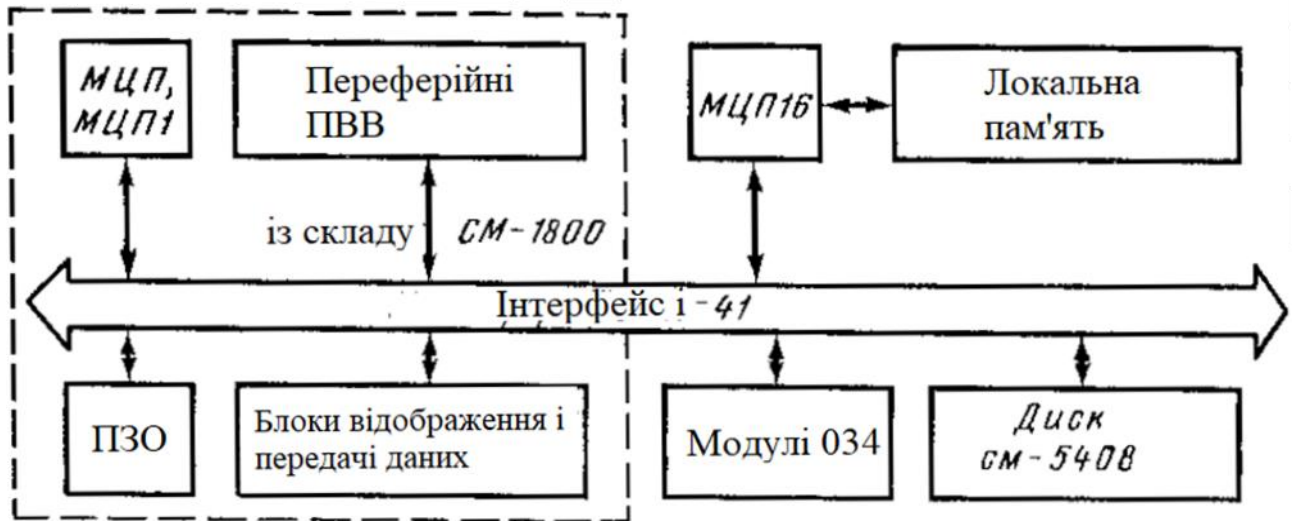 МЦП,
МЦП1
Переферійні
ПВВ
МЦП16
Локальна
пам'ять
із складу СМ-1800
Інтерфейс і-41
ПЗО
Блоки відображення і
передачі даних
Модулі 034
Диск
см-5408